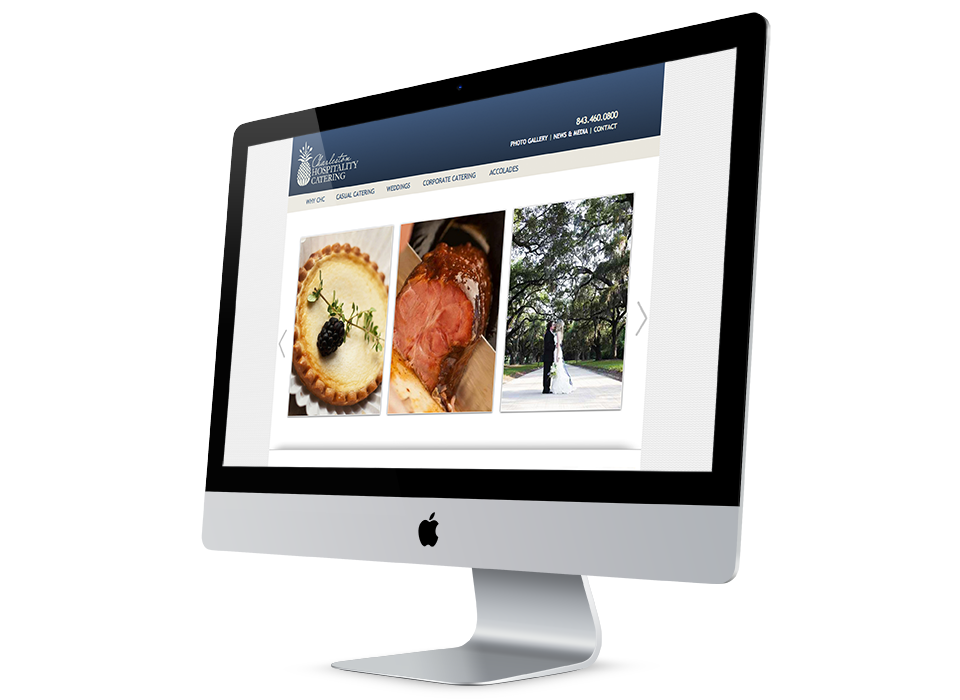 843.460.0800
PHOTO GALLERY | NEWS & MEDIA | CONTACT
Charleston
HOSPITALITY
CATERING
WHY CHC CASUAL CATERING WEDDINGS CORPORATE CATERING ACCOLADES